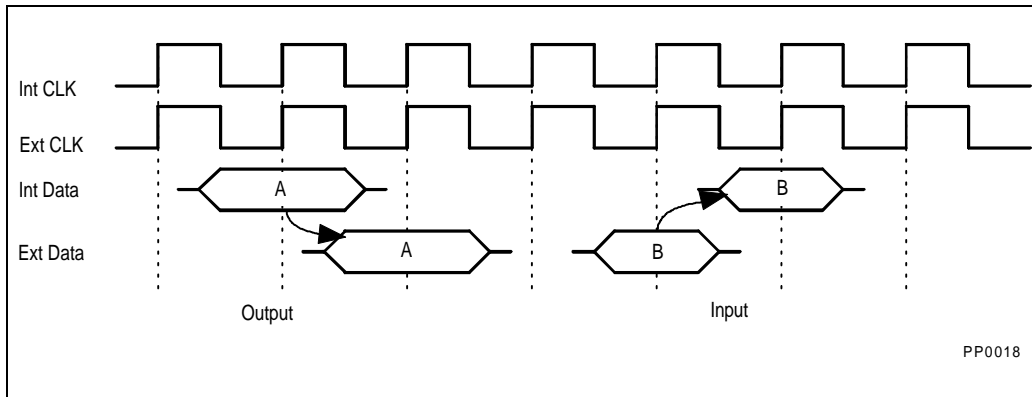 Int CLK
Ext CLK
Int Data
A
B
Ext Data
A
B
Output
Input
PP0018